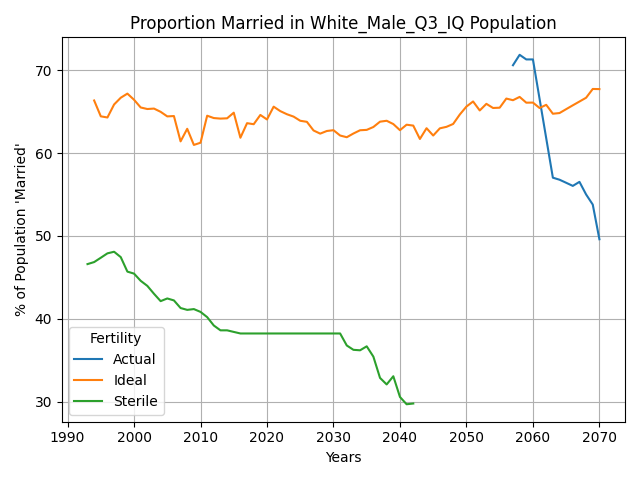 Proportion Married in White_Male_Q3_IQ Population
% of Population 'Married'
70
60
50
40
30
Fertility
Actual
Ideal
Sterile
1990 2000 2010 2020 2030 2040 2050 2060 2070
Years